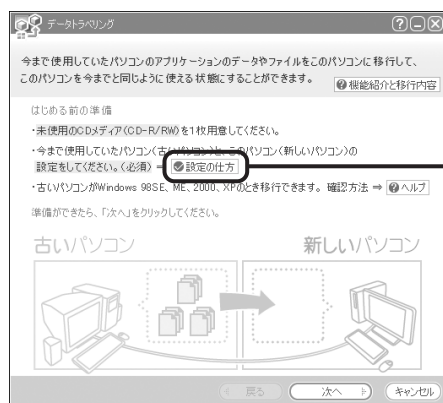 データトラベリング
今まで使用していたパソコンのアプリケーションのデータやファイルをこのパソコンに移行して、
このパソコンを今までと同じように使える状態にすることができます。
機能紹介と移行内容
はじめる前の準備
・未使用のCDメディア(CD-R/RW)を1枚用意してください。
・今まで使用していたパソコン(古いパソコン)と、このパソコン(新しいパソコン)の
設定をしてください。(必須) ⇒ 設定の仕方
・古いパソコンがWindows 98SE、ME、2000、XPのとき移行できます。 確認方法 ⇒ ヘルプ
準備ができたら、「次へ」をクリックしてください。
古いパソコン 新しいパソコン
戻る 次へ キャンセル